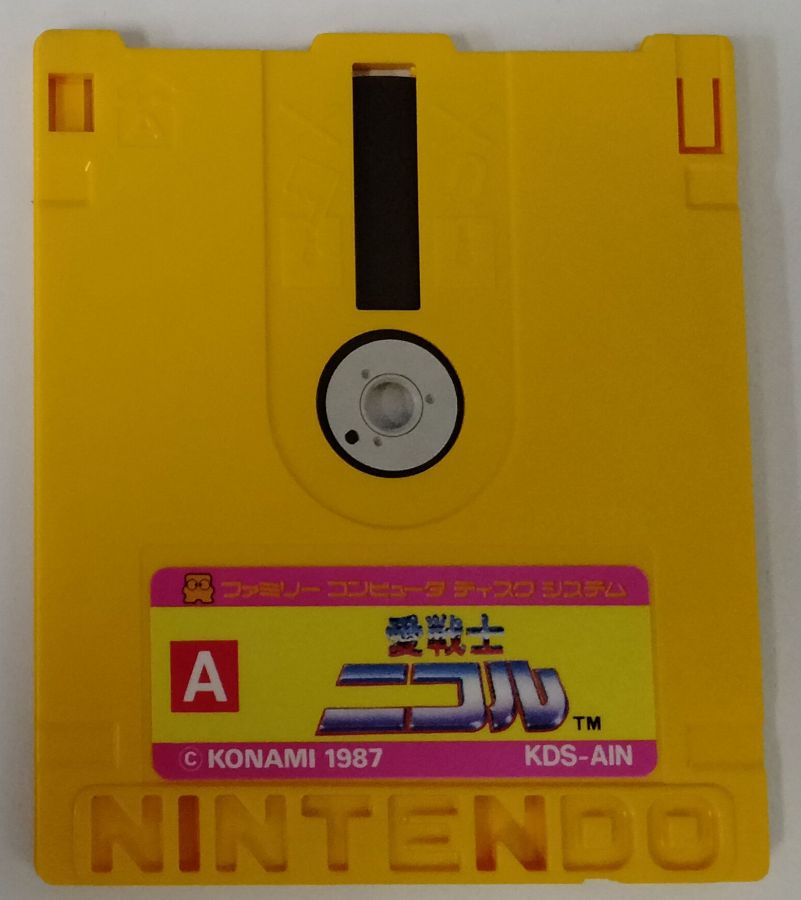 ファミリー コンピュータ ディスク システム
A
愛戦士
ニコル™
© KONAMI 1987 KDS-AIN
NINTENDO